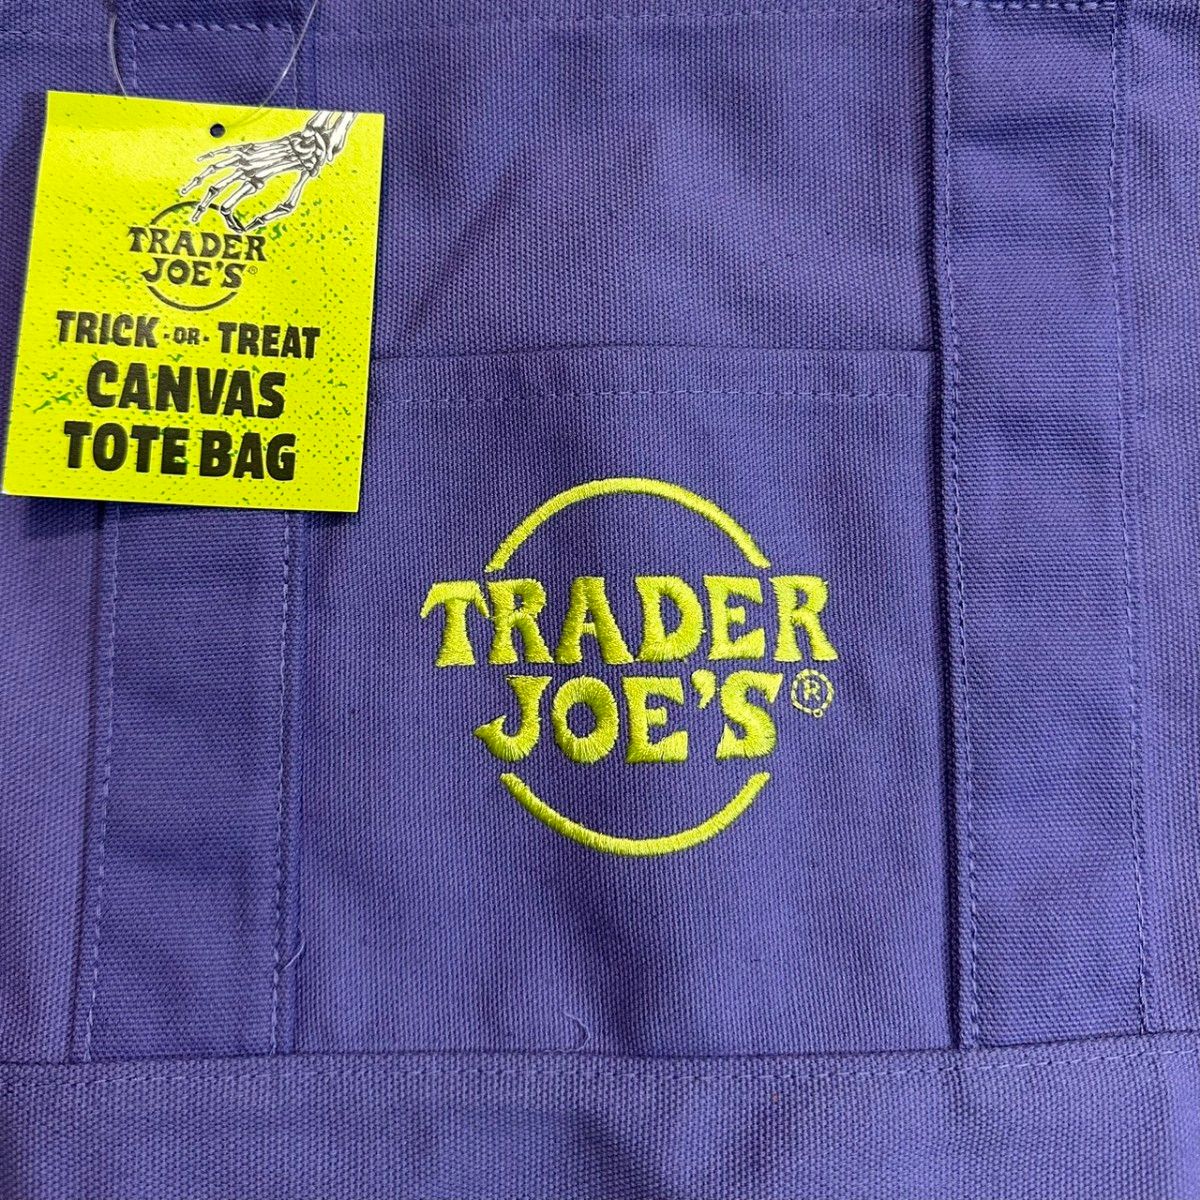 TRADER
JOE'S®
TRICK -OR- TREAT
CANVAS
TOTE BAG
TRADER
JOE'S®